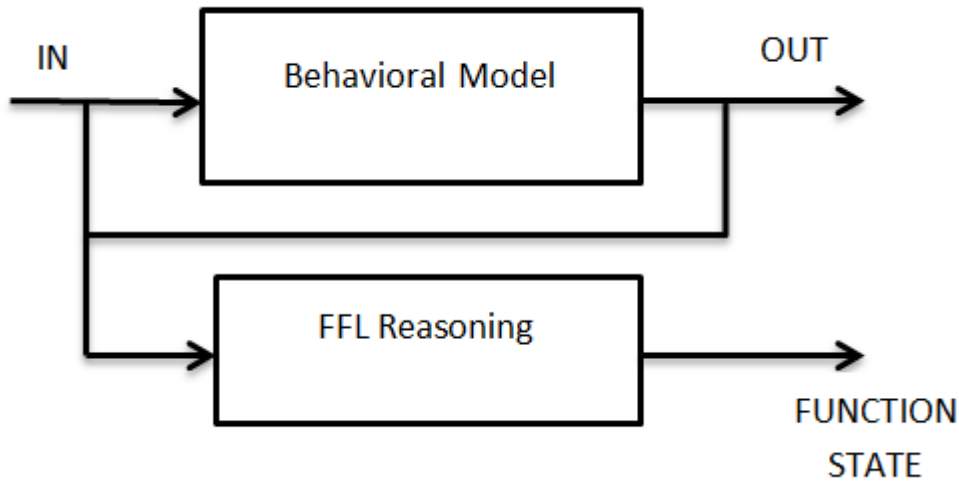 IN
Behavioral Model
OUT
FFL Reasoning
FUNCTION
STATE